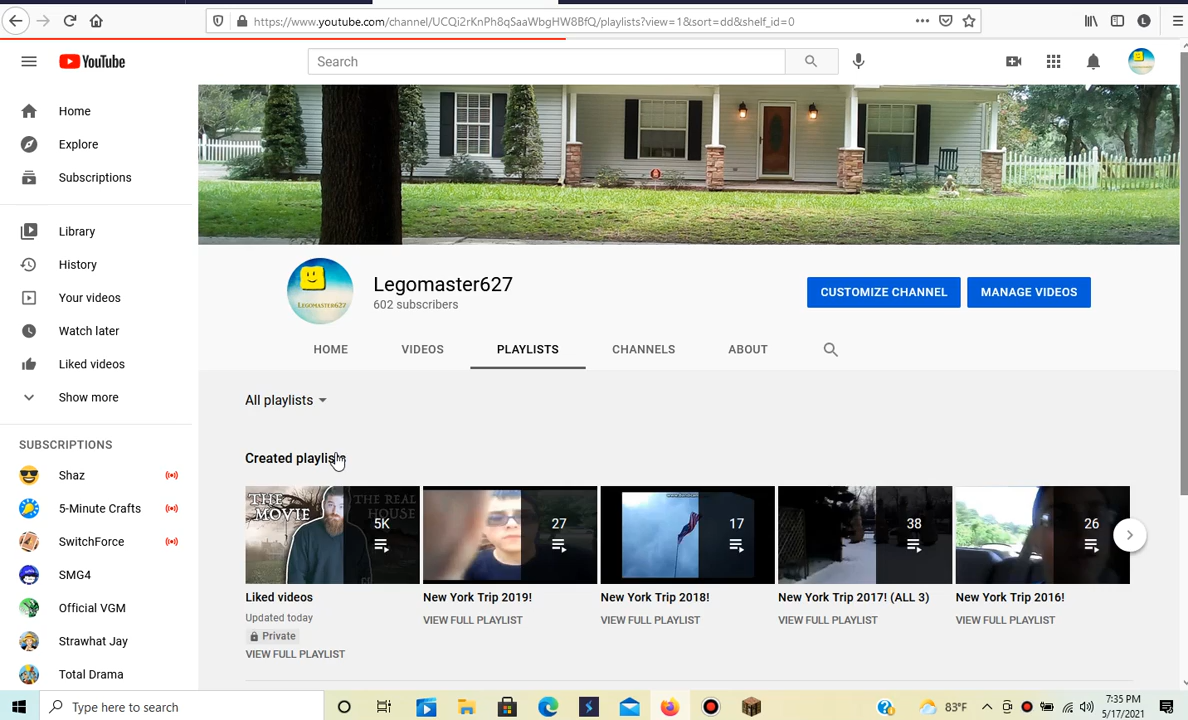 https://www.youtube.com/channel/UCQi2rKnPh8qSaaWbgHW8BfQ/playlists?view=1&sort=dd&shelf_id=0
L
YouTube
Search
Home
Explore
Subscriptions
Library
History
Your videos
Watch later
Liked videos
Show more
SUBSCRIPTIONS
Shaz
5-Minute Crafts
SwitchForce
SMG4
Official VGM
Strawhat Jay
Total Drama
LEGOMASTER627
Legomaster627
602 subscribers
CUSTOMIZE CHANNEL
MANAGE VIDEOS
HOME
VIDEOS
PLAYLISTS
CHANNELS
ABOUT
All playlists
Created playlists
THE MOVIE
THE REAL HOUSE
5K
27
17
38
26
Liked videos
New York Trip 2019!
New York Trip 2018!
New York Trip 2017! (ALL 3)
New York Trip 2016!
Updated today
VIEW FULL PLAYLIST
VIEW FULL PLAYLIST
VIEW FULL PLAYLIST
VIEW FULL PLAYLIST
Private
VIEW FULL PLAYLIST
Type here to search
83°F
7:35 PM
5/17/2021